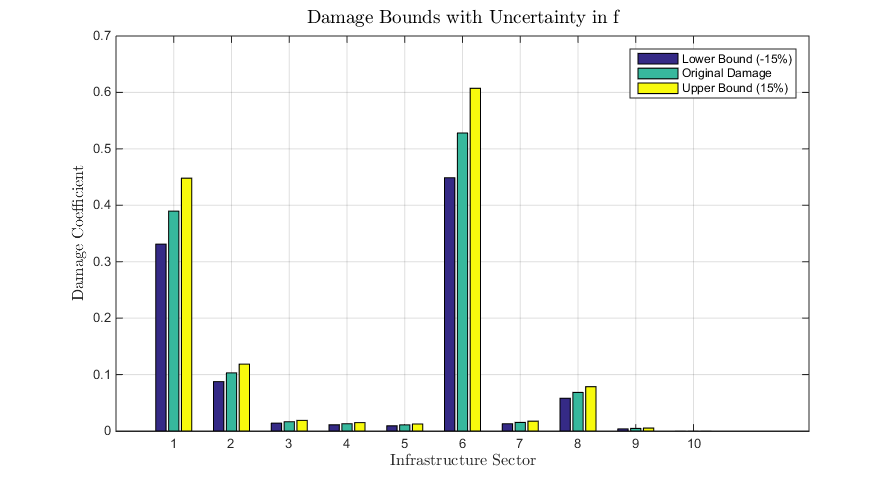 Damage Bounds with Uncertainty in f
0.7
0.6
0.5
0.4
0.3
0.2
0.1
0
Damage Coefficient
Lower Bound (-15%)
Original Damage
Upper Bound (15%)
1 2 3 4 5 6 7 8 9 10
Infrastructure Sector